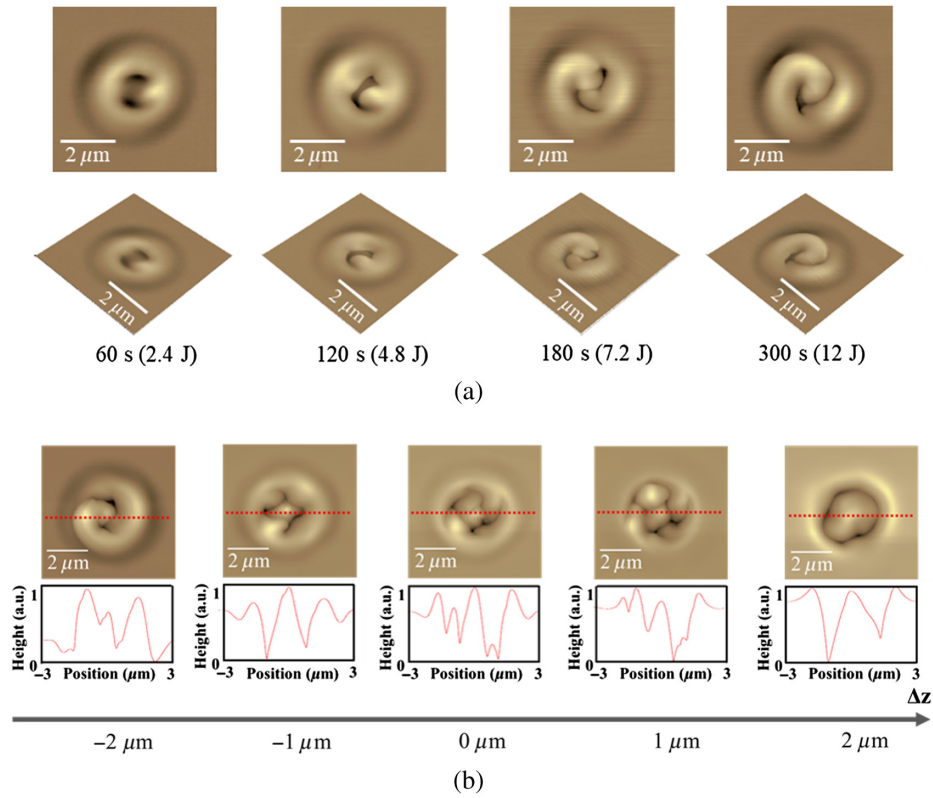 2 μm 2 μm 2 μm 2 μm
2 μm 2 μm 2 μm 2 μm
60 s (2.4 J) 120 s (4.8 J) 180 s (7.2 J) 300 s (12 J)
(a)
2 μm 2 μm 2 μm 2 μm 2 μm
Height (a.u.) 1 0 Height (a.u.) 1 0 Height (a.u.) 1 0 Height (a.u.) 1 0 Height (a.u.) 1 0
−3 Position (μm) 3 −3 Position (μm) 3 −3 Position (μm) 3 −3 Position (μm) 3 −3 Position (μm) 3
Δz
−2 μm −1 μm 0 μm 1 μm 2 μm
(b)